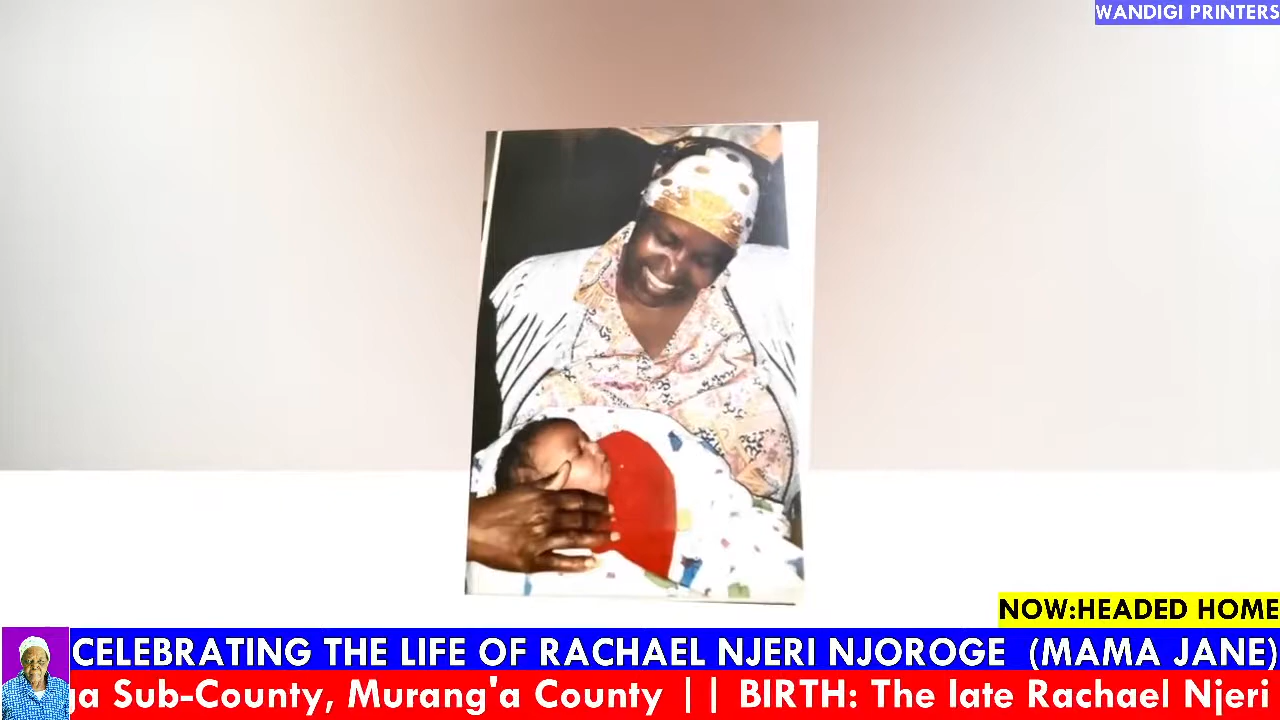 WANDIGI PRINTERS
NOW:HEADED HOME
CELEBRATING THE LIFE OF RACHAEL NJERI NJOROGE (MAMA JANE)
ga Sub-County, Murang'a County || BIRTH: The late Rachael Njeri